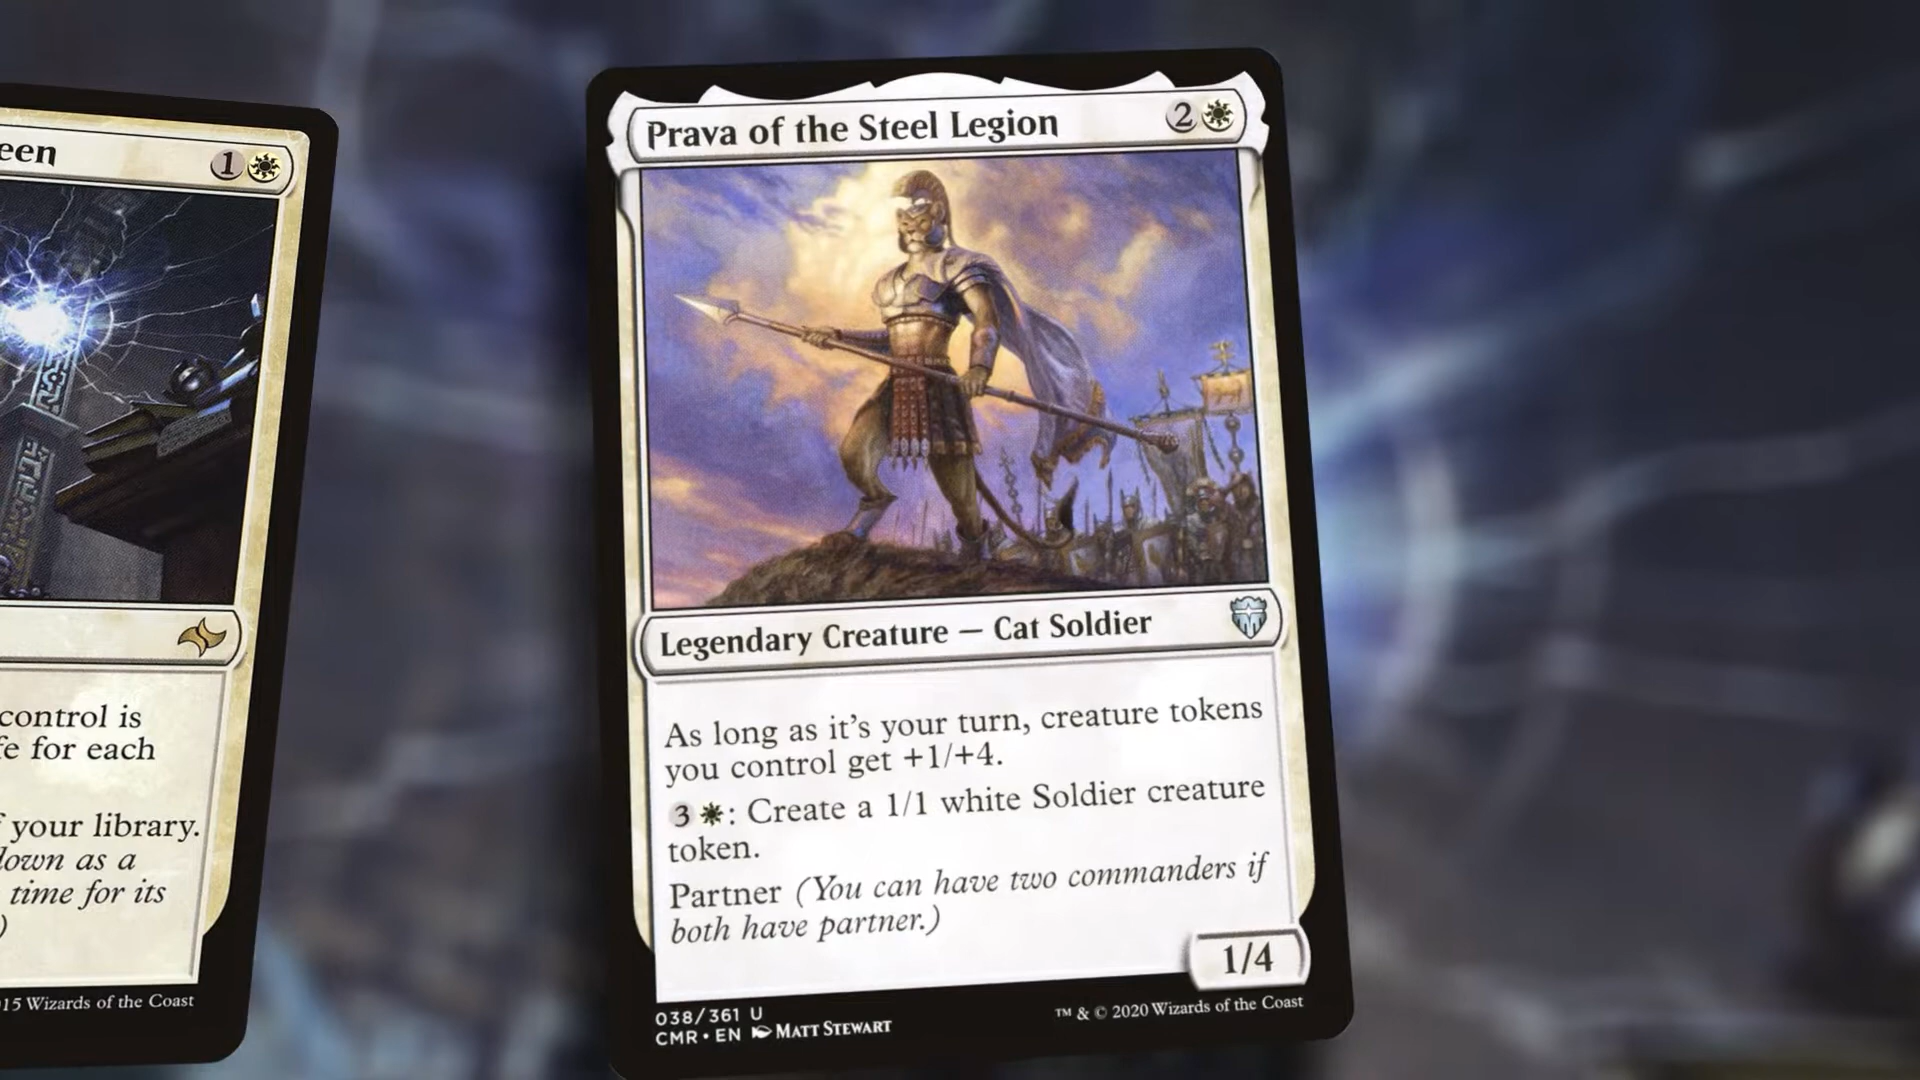 een
1
control is
fe for each
your library.
down as a
time for its
)
15 Wizards of the Coast
Prava of the Steel Legion
2
Legendary Creature — Cat Soldier
As long as it's your turn, creature tokens
you control get +1/+4.
3 : Create a 1/1 white Soldier creature
token.
Partner (You can have two commanders if
both have partner.)
1/4
038/361 U
CMR • EN MATT STEWART
™ & © 2020 Wizards of the Coast